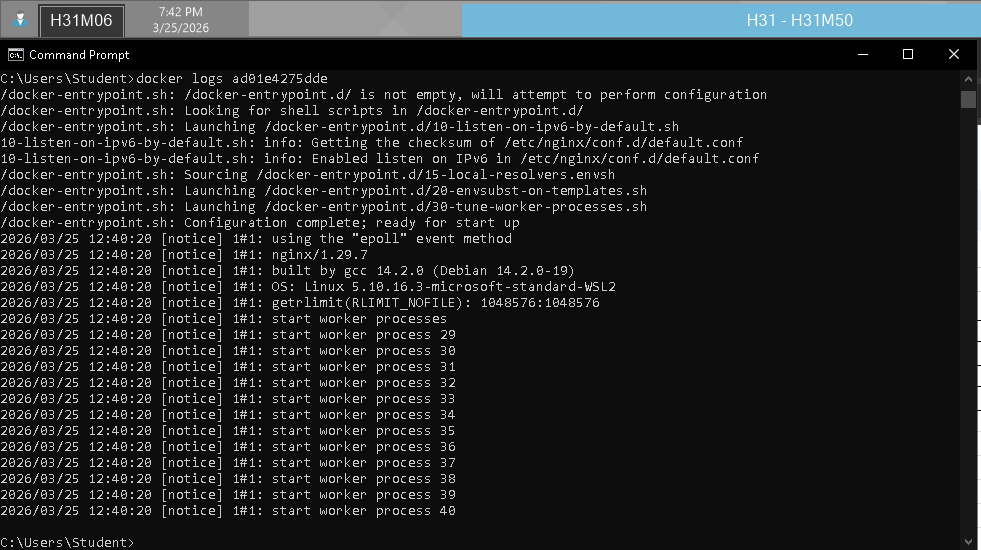 H31M06
7:42 PM
3/25/2026
H31 - H31M50
Command Prompt
C:\Users\Student>docker logs ad01e4275dde
/docker-entrypoint.sh: /docker-entrypoint.d/ is not empty, will attempt to perform configuration
/docker-entrypoint.sh: Looking for shell scripts in /docker-entrypoint.d/
/docker-entrypoint.sh: Launching /docker-entrypoint.d/10-listen-on-ipv6-by-default.sh
10-listen-on-ipv6-by-default.sh: info: Getting the checksum of /etc/nginx/conf.d/default.conf
10-listen-on-ipv6-by-default.sh: info: Enabled listen on IPv6 in /etc/nginx/conf.d/default.conf
/docker-entrypoint.sh: Sourcing /docker-entrypoint.d/15-local-resolvers.envsh
/docker-entrypoint.sh: Launching /docker-entrypoint.d/20-envsubst-on-templates.sh
/docker-entrypoint.sh: Launching /docker-entrypoint.d/30-tune-worker-processes.sh
/docker-entrypoint.sh: Configuration complete; ready for start up
2026/03/25 12:40:20 [notice] 1#1: using the "epoll" event method
2026/03/25 12:40:20 [notice] 1#1: nginx/1.29.7
2026/03/25 12:40:20 [notice] 1#1: built by gcc 14.2.0 (Debian 14.2.0-19)
2026/03/25 12:40:20 [notice] 1#1: OS: Linux 5.10.16.3-microsoft-standard-WSL2
2026/03/25 12:40:20 [notice] 1#1: getrlimit(RLIMIT_NOFILE): 1048576:1048576
2026/03/25 12:40:20 [notice] 1#1: start worker processes
2026/03/25 12:40:20 [notice] 1#1: start worker process 29
2026/03/25 12:40:20 [notice] 1#1: start worker process 30
2026/03/25 12:40:20 [notice] 1#1: start worker process 31
2026/03/25 12:40:20 [notice] 1#1: start worker process 32
2026/03/25 12:40:20 [notice] 1#1: start worker process 33
2026/03/25 12:40:20 [notice] 1#1: start worker process 34
2026/03/25 12:40:20 [notice] 1#1: start worker process 35
2026/03/25 12:40:20 [notice] 1#1: start worker process 36
2026/03/25 12:40:20 [notice] 1#1: start worker process 37
2026/03/25 12:40:20 [notice] 1#1: start worker process 38
2026/03/25 12:40:20 [notice] 1#1: start worker process 39
2026/03/25 12:40:20 [notice] 1#1: start worker process 40
C:\Users\Student>